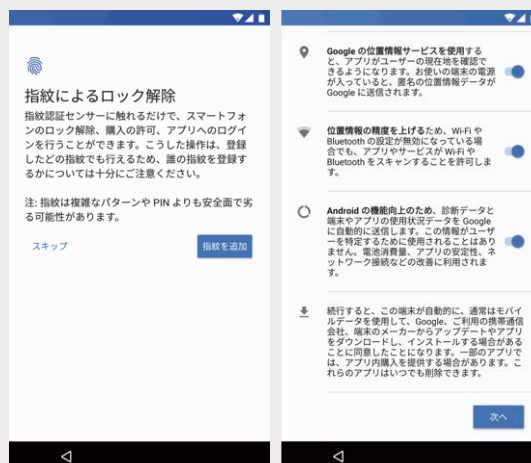 指紋によるロック解除
指紋認証センサーに触れるだけで、スマートフォ
ンのロック解除、購入の許可、アプリへのログイ
ンを行うことができます。こうした操作は、登録
したどの指紋でも行えるため、誰の指紋を登録す
るかについては十分にご注意ください。
注: 指紋は複雑なパターンや PIN よりも安全面で劣
る可能性があります。
スキップ
指紋を追加
Google の位置情報サービスを使用する
と、アプリがユーザーの現在地を確認で
きるようになります。お使いの端末の電源
が入っていると、匿名の位置情報データが
Google に送信されます。
位置情報の精度を上げるため、Wi-Fi や
Bluetooth の設定が無効になっている場
合でも、アプリやサービスが Wi-Fi や
Bluetooth をスキャンすることを許可しま
す。
Android の機能向上のため、診断データと
端末やアプリの使用状況データを Google
に自動的に送信します。この情報がユーザ
ーを特定するために使用されることはあり
ません。電池消費量、アプリの安定性、ネ
ットワーク接続などの改善に利用されま
す。
続行すると、この端末が自動的に、通常はモバイ
ルデータを使用して、Google、ご利用の携帯通信
会社、端末のメーカーからアップデートやアプリ
をダウンロードし、インストールする場合がある
ことに同意したことになります。一部のアプリで
は、アプリ内購入を提供する場合があります。こ
れらのアプリはいつでも削除できます。
次へ